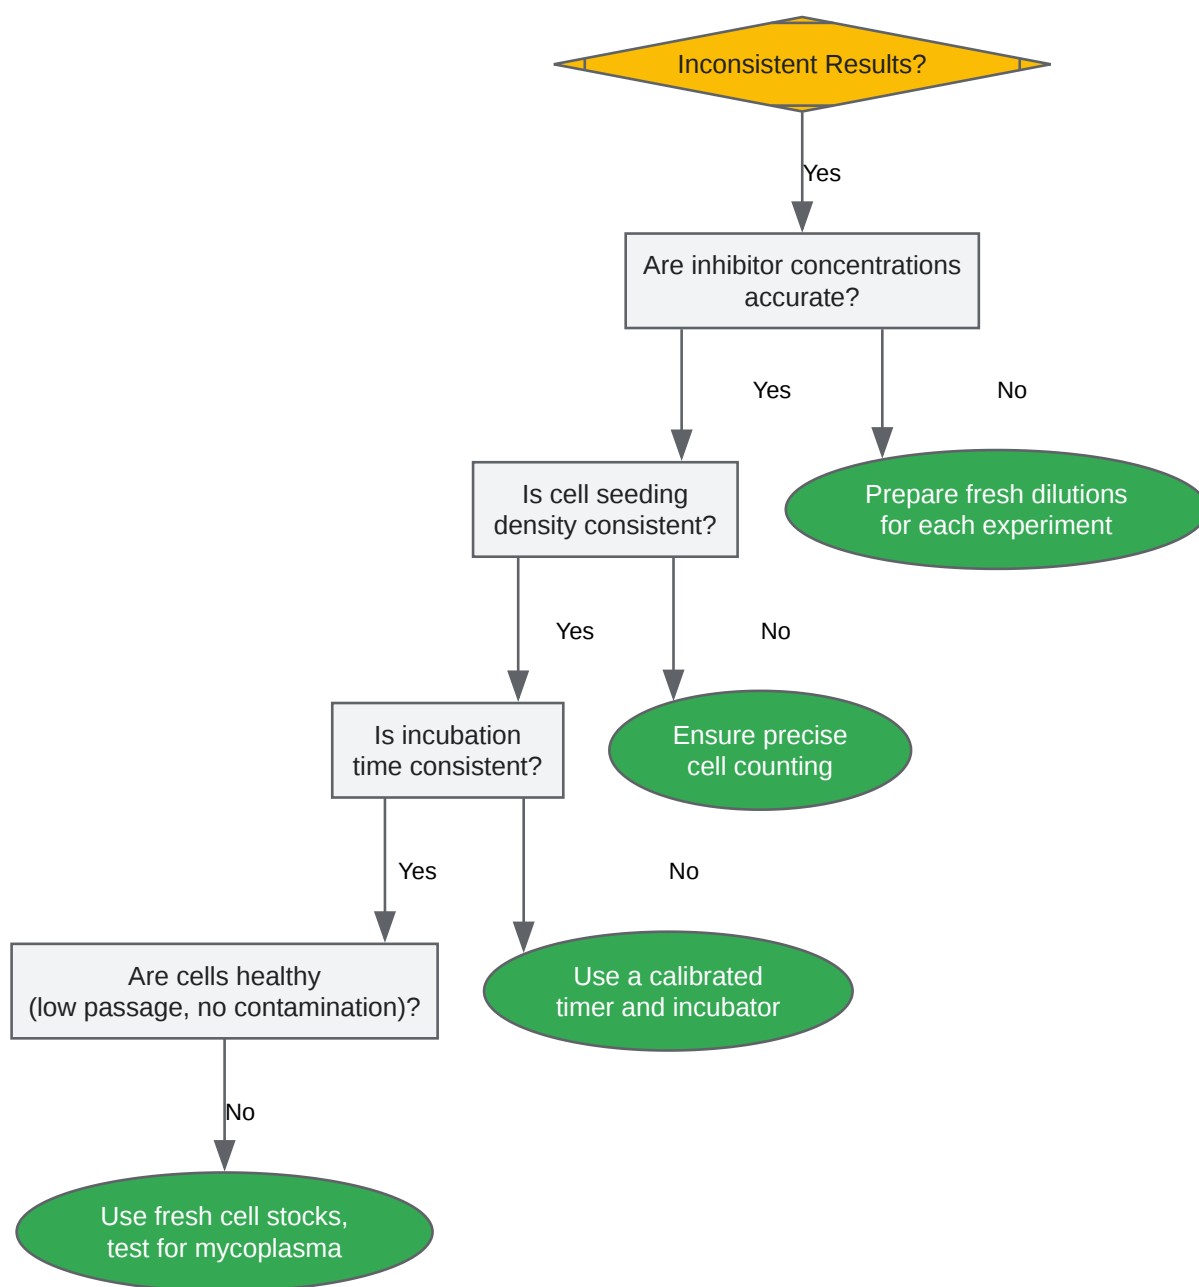 Inconsistent Results?
Yes
Are inhibitor concentrations
accurate?
Yes
No
Is cell seeding
density consistent?
Prepare fresh dilutions
for each experiment
Yes
No
Is incubation
time consistent?
Ensure precise
cell counting
Yes
No
Are cells healthy
(low passage, no contamination)?
Use a calibrated
timer and incubator
No
Use fresh cell stocks,
test for mycoplasma